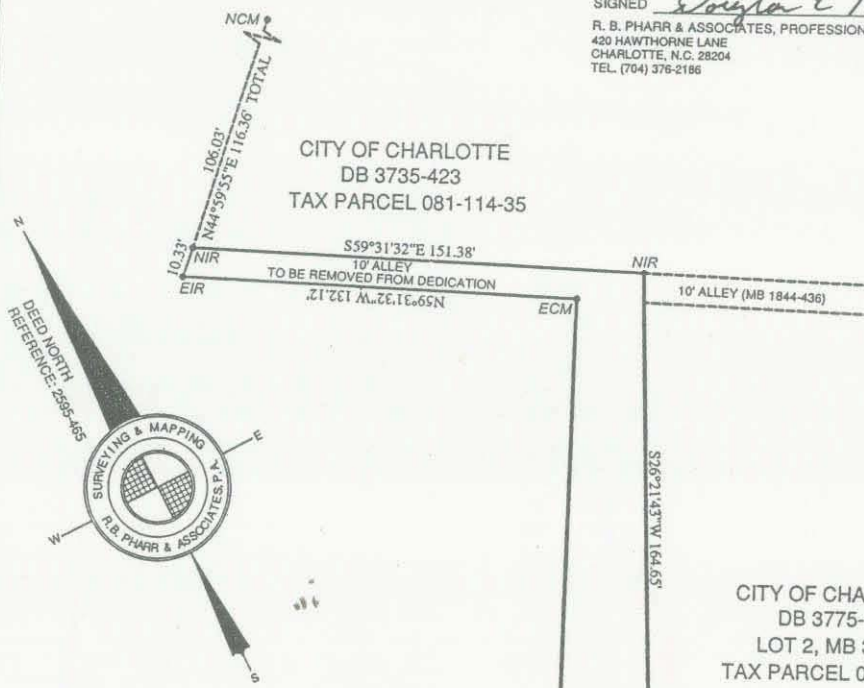 SIGNED
R. B. PHARR & ASSOCIATES, PROFESSION
420 HAWTHORNE LANE
CHARLOTTE, N.C. 28204
TEL. (704) 376-2186
NCM
106.03'
N44°59'55"E 116.36' TOTAL
CITY OF CHARLOTTE
DB 3735-423
TAX PARCEL 081-114-35
10.33'
NIR
S59°31'32"E 151.38'
NIR
EIR
10' ALLEY
TO BE REMOVED FROM DEDICATION
N59°31'32"W 132.12'
ECM
10' ALLEY (MB 1844-436)
N
DEED NORTH
REFERENCE: 2595-465
E
SURVEYING & MAPPING
R.B. PHARR & ASSOCIATES, P.A.
W
S
S26°21'43"W 164.65'
CITY OF CHA
DB 3775-
LOT 2, MB
TAX PARCEL 0